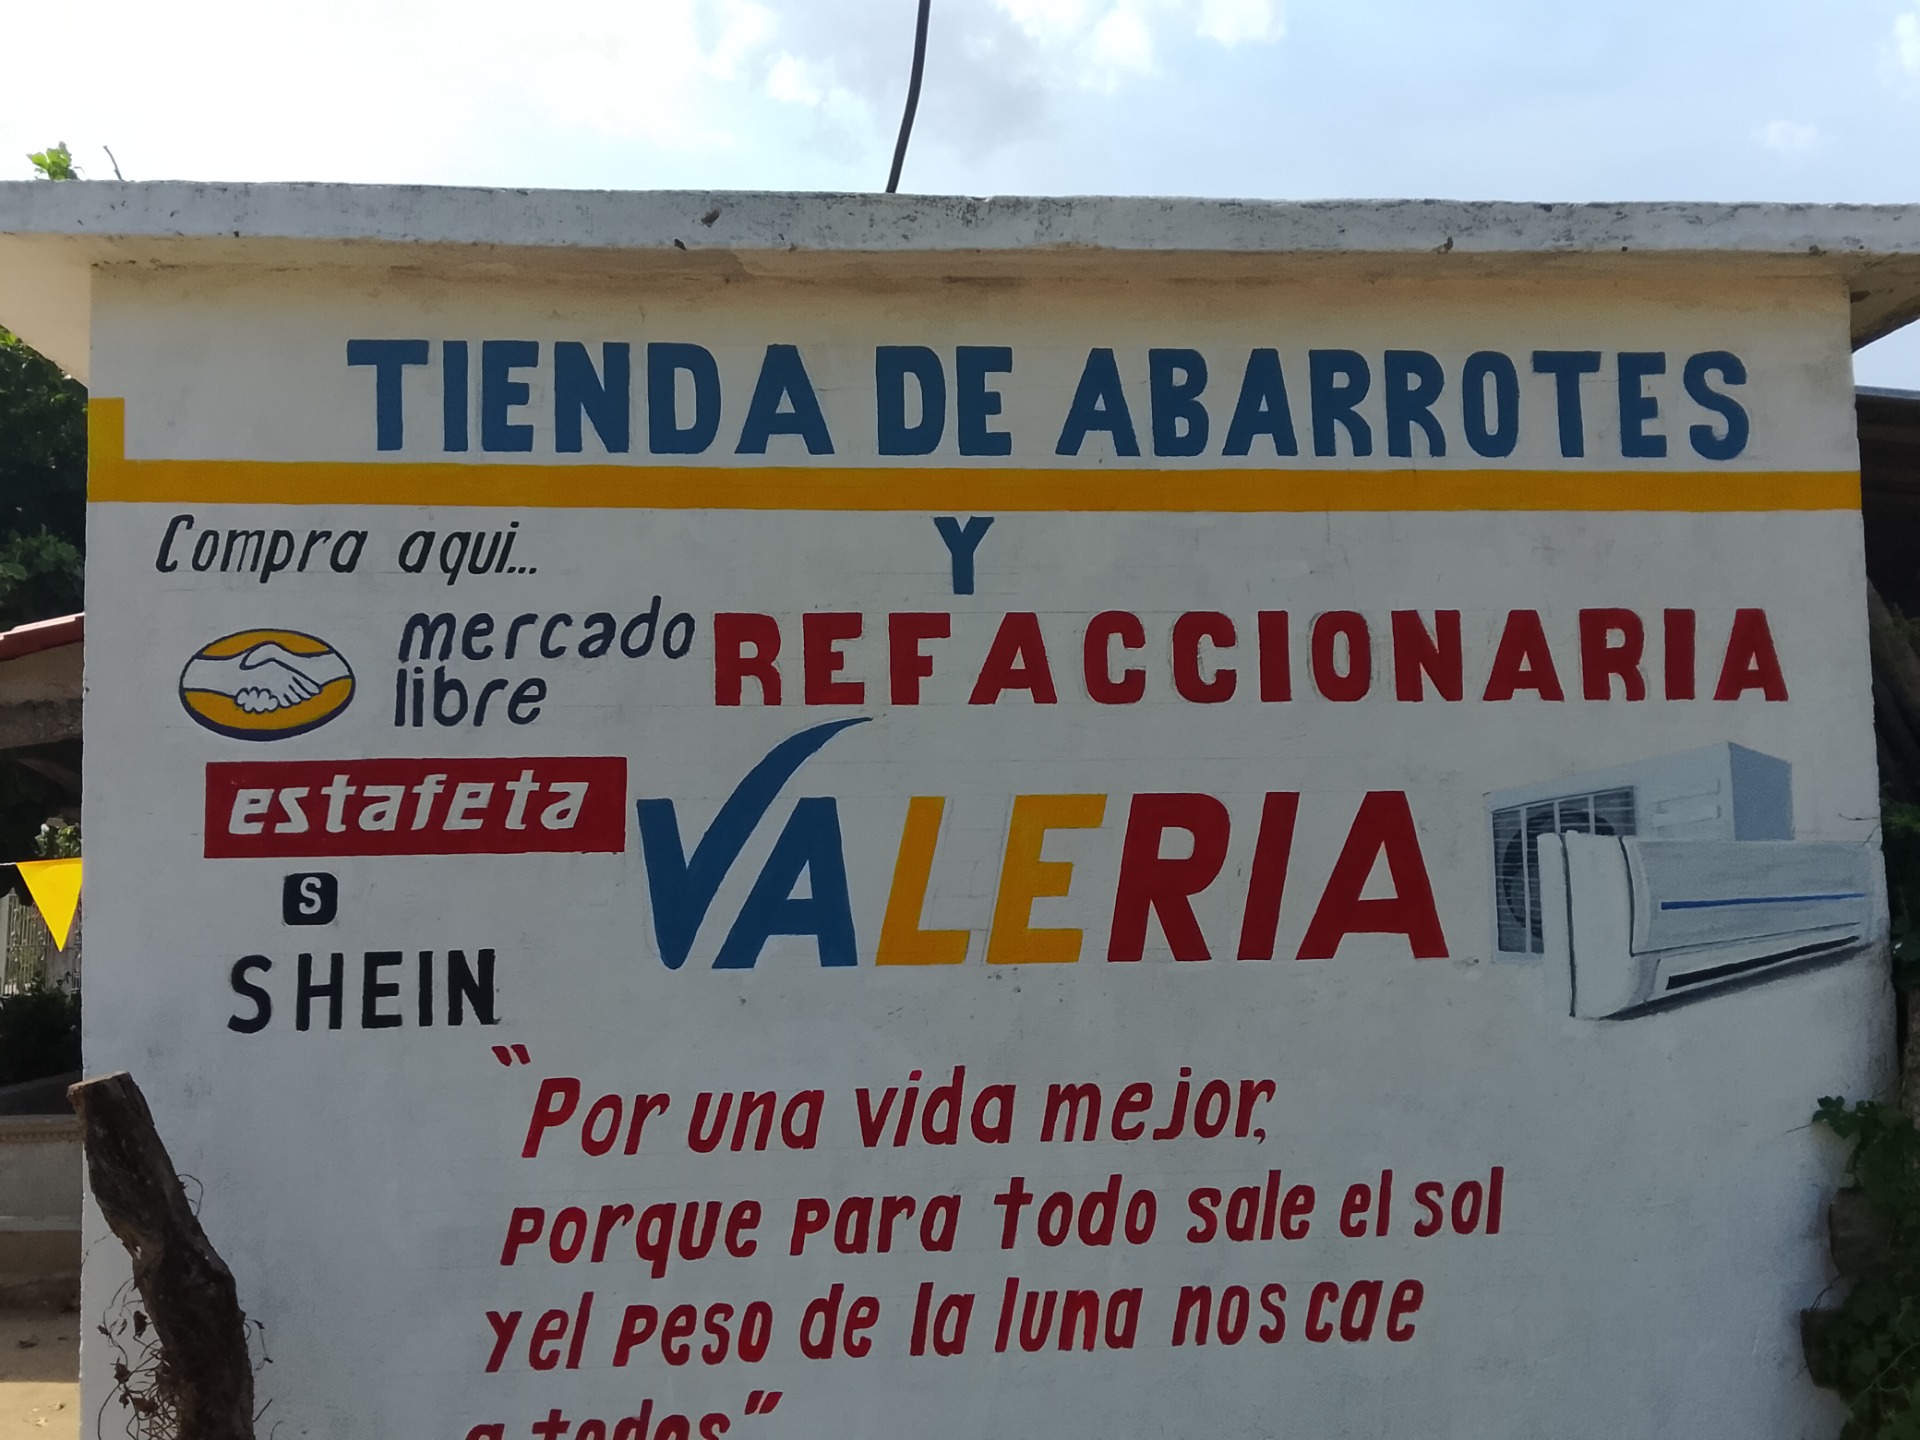 TIENDA DE ABARROTES
Y
REFACCIONARIA
VALERIA
Compra aqui...
mercado
libre
estafeta
S
SHEIN
"Por una vida mejor,
porque para todo sale el sol
y el peso de la luna nos cae
a todos"